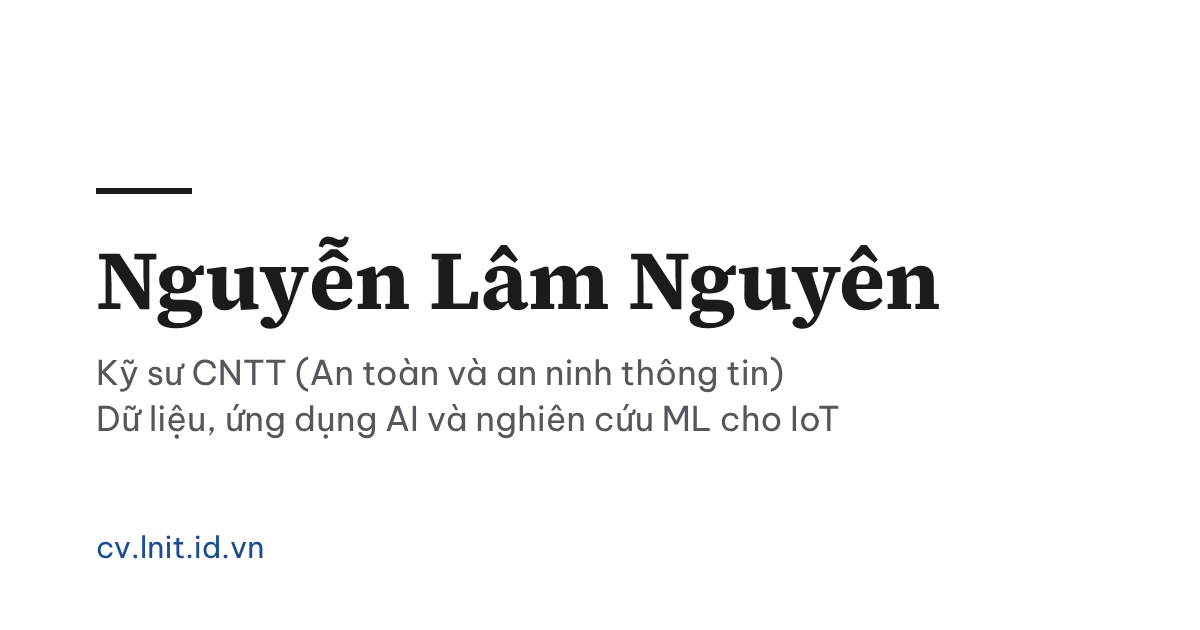 Nguyễn Lâm Nguyên
Kỹ sư CNTT (An toàn và an ninh thông tin)
Dữ liệu, ứng dụng AI và nghiên cứu ML cho IoT
cv.lnit.id.vn